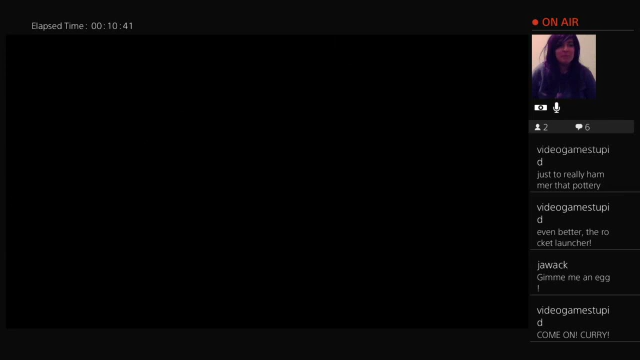 Elapsed Time : 00:10:41
ON AIR
2
6
videogamestupi
d
just to really ham
mer that pottery
videogamestupi
d
even better, the ro
cket launcher!
jawack
Gimme me an egg
!
videogamestupi
d
COME ON! CURRY!